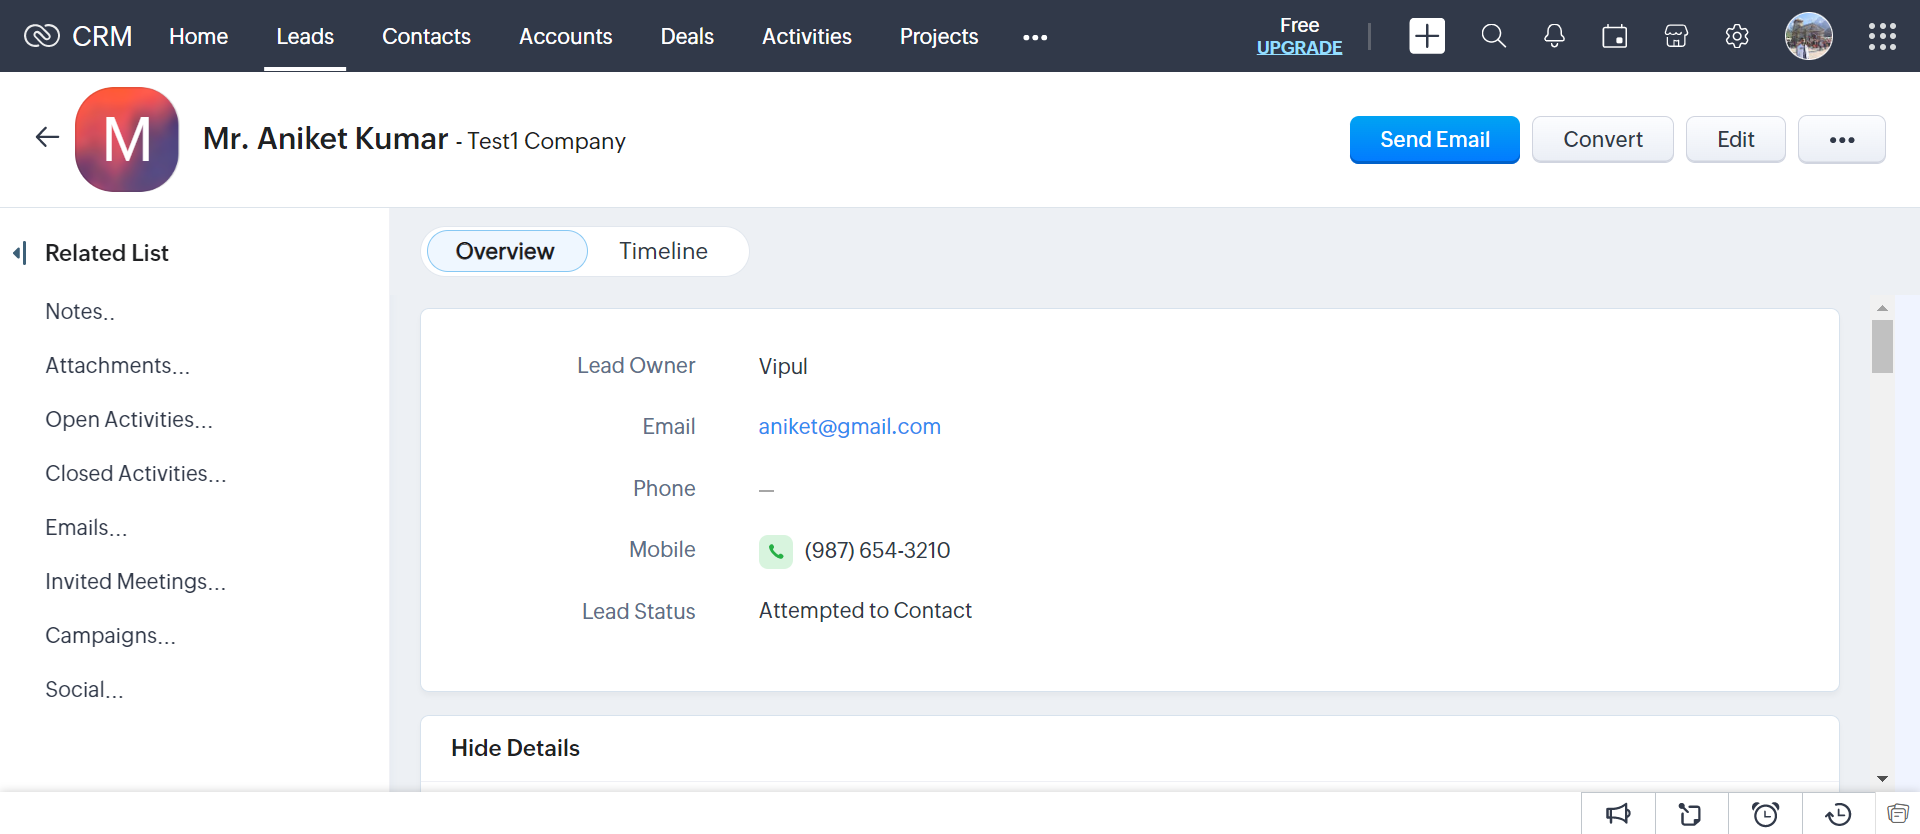 CRM Home Leads Contacts Accounts Deals Activities Projects ••• Free
UPGRADE
M Mr. Aniket Kumar - Test1 Company Send Email Convert Edit •••
Related List
Notes..
Attachments...
Open Activities...
Closed Activities...
Emails...
Invited Meetings...
Campaigns...
Social...
Overview Timeline
Lead Owner Vipul
Email aniket@gmail.com
Phone —
Mobile (987) 654-3210
Lead Status Attempted to Contact
Hide Details